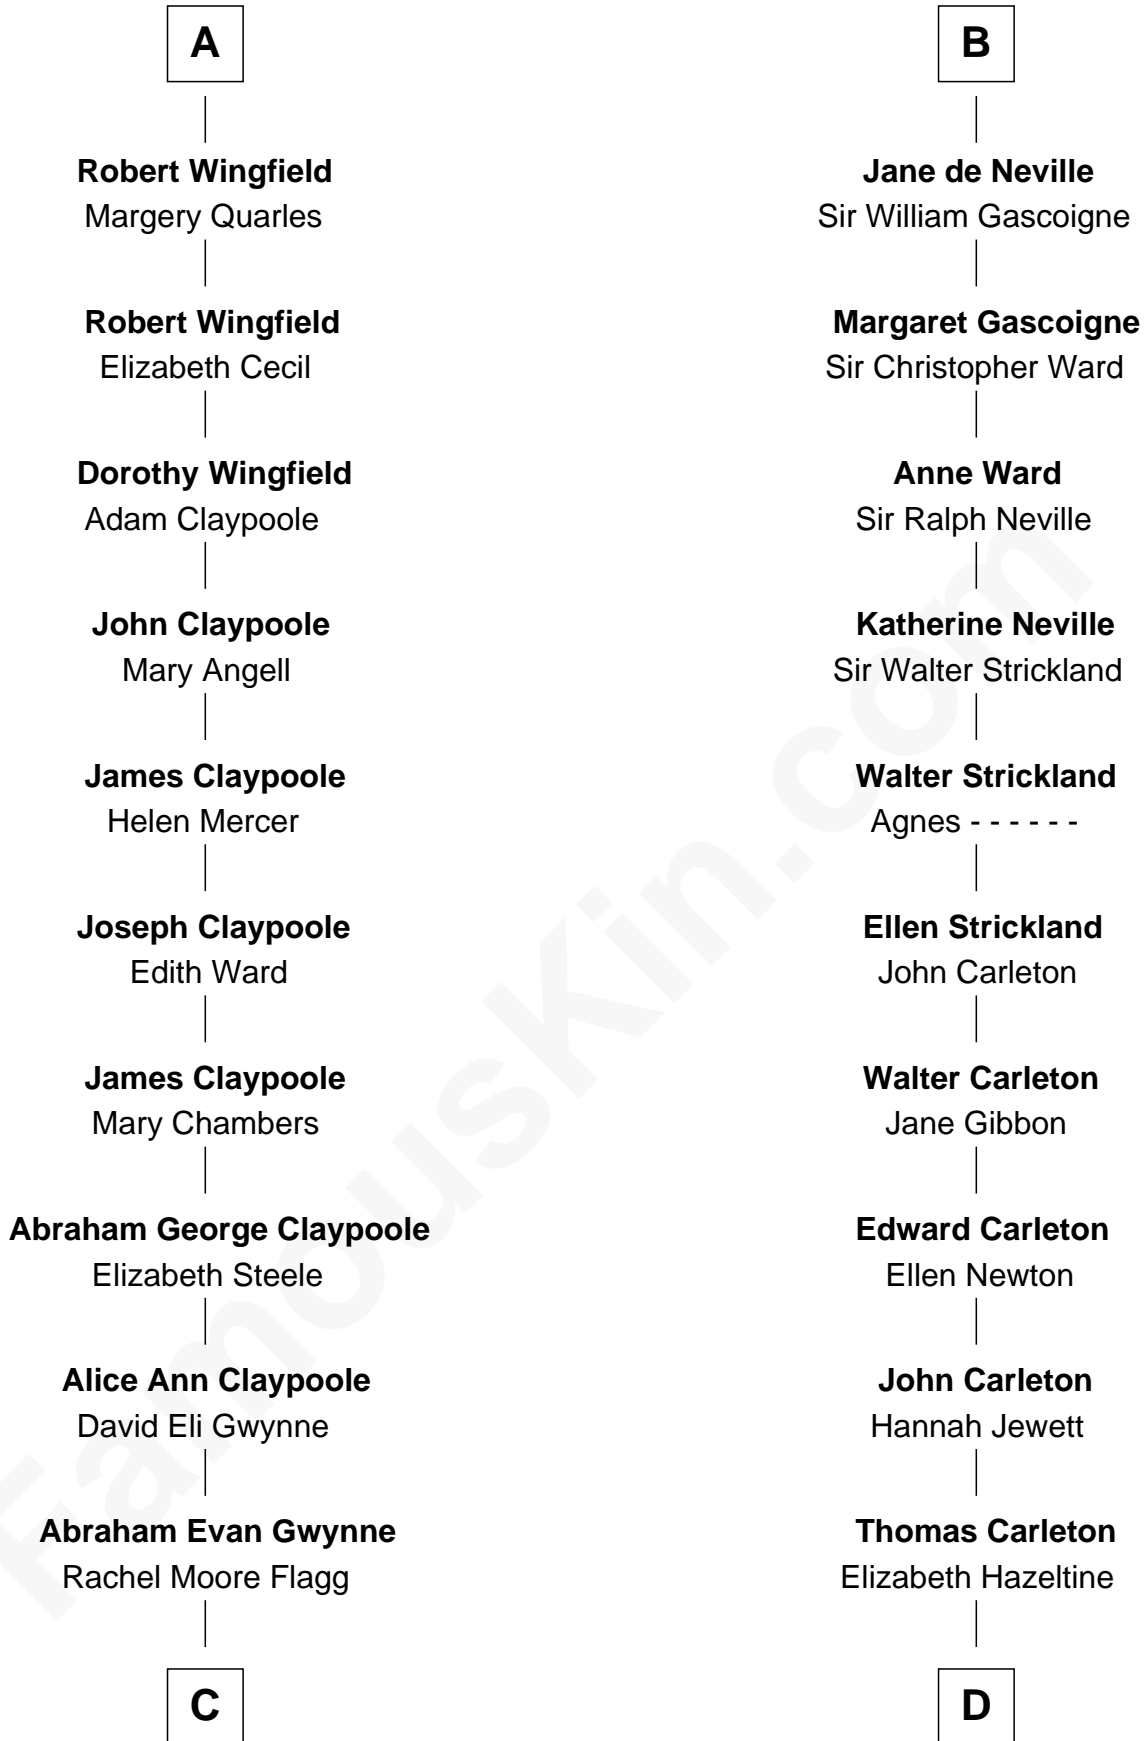 A
Robert Wingfield
Margery Quarles
Robert Wingfield
Elizabeth Cecil
Dorothy Wingfield
Adam Claypoole
John Claypoole
Mary Angell
James Claypoole
Helen Mercer
Joseph Claypoole
Edith Ward
James Claypoole
Mary Chambers
Abraham George Claypoole
Elizabeth Steele
Alice Ann Claypoole
David Eli Gwynne
Abraham Evan Gwynne
Rachel Moore Flagg
C
B
Jane de Neville
Sir William Gascoigne
Margaret Gascoigne
Sir Christopher Ward
Anne Ward
Sir Ralph Neville
Katherine Neville
Sir Walter Strickland
Walter Strickland
Agnes - - - - - -
Ellen Strickland
John Carleton
Walter Carleton
Jane Gibbon
Edward Carleton
Ellen Newton
John Carleton
Hannah Jewett
Thomas Carleton
Elizabeth Hazeltine
D
FamousKin.com